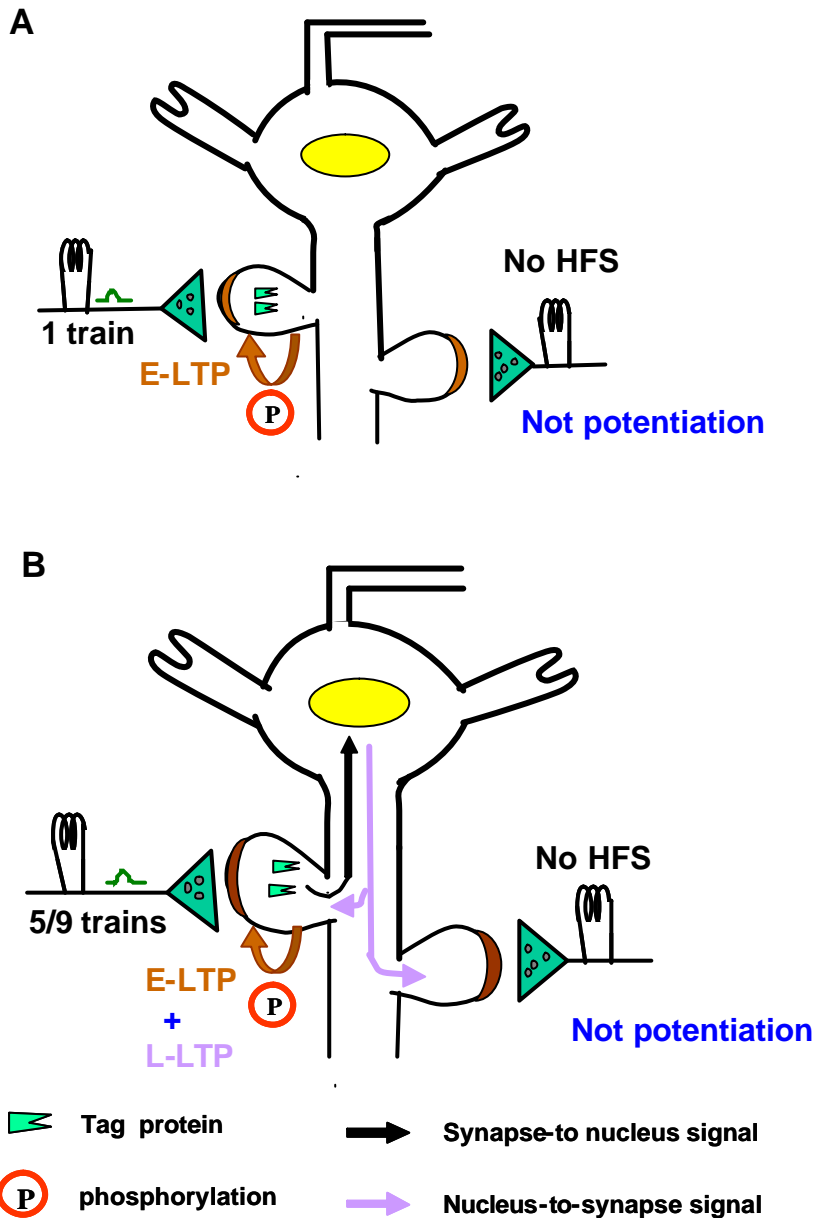 A
No HFS
1 train
E-LTP
P
Not potentiation
B
No HFS
5/9 trains
E-LTP
P
+
L-LTP
Not potentiation
Tag protein
Synapse-to nucleus signal
P
phosphorylation
Nucleus-to-synapse signal